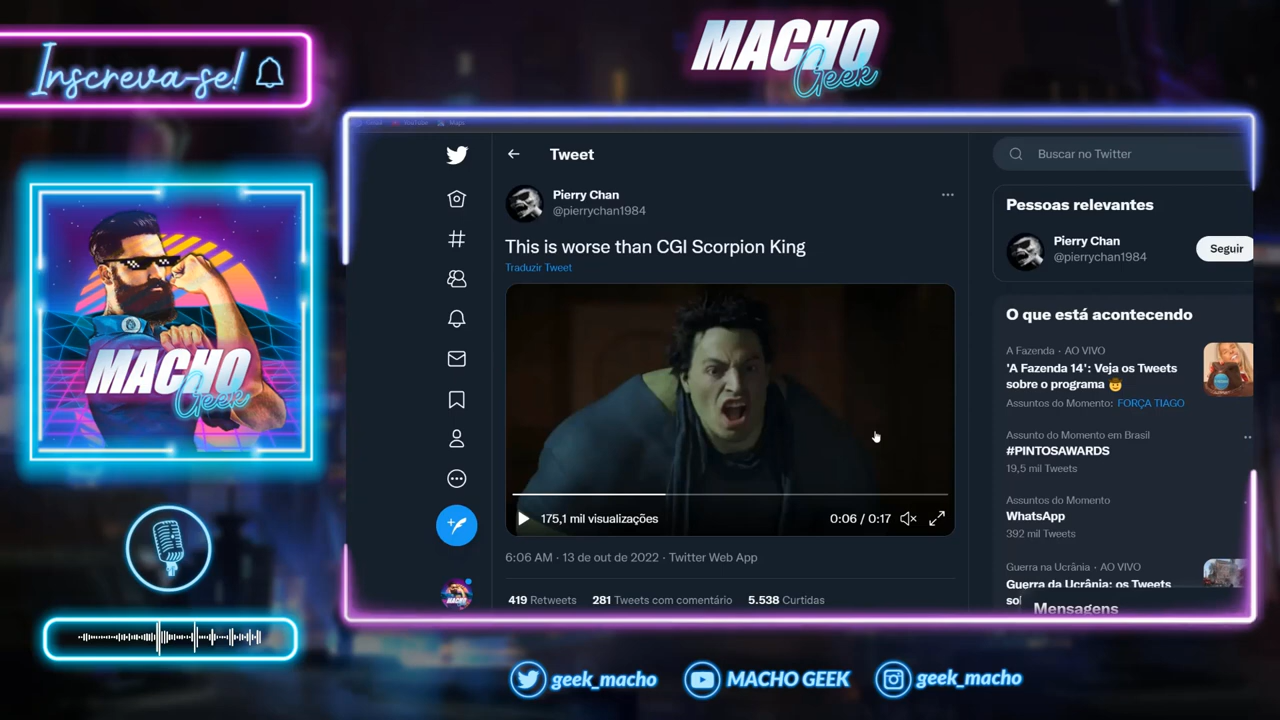 Inscreva-se!
MACHO
Geek
YouTube
Maps
Tweet
Buscar no Twitter
Pierry Chan
@pierrychan1984
This is worse than CGI Scorpion King
Traduzir Tweet
175,1 mil visualizações
0:06 / 0:17
6:06 AM · 13 de out de 2022 · Twitter Web App
419 Retweets 281 Tweets com comentário 5.538 Curtidas
Pessoas relevantes
Pierry Chan
@pierrychan1984
Seguir
O que está acontecendo
A Fazenda · AO VIVO
'A Fazenda 14': Veja os Tweets
sobre o programa 🤠
Assuntos do Momento: FORÇA TIAGO
Assunto do Momento em Brasil
#PINTOSAWARDS
19,5 mil Tweets
Assuntos do Momento
WhatsApp
392 mil Tweets
Guerra na Ucrânia · AO VIVO
Guerra da Ucrânia: os Tweets
Mensagens
MACHO
Geek
MACHO
geek_macho
MACHO GEEK
geek_macho